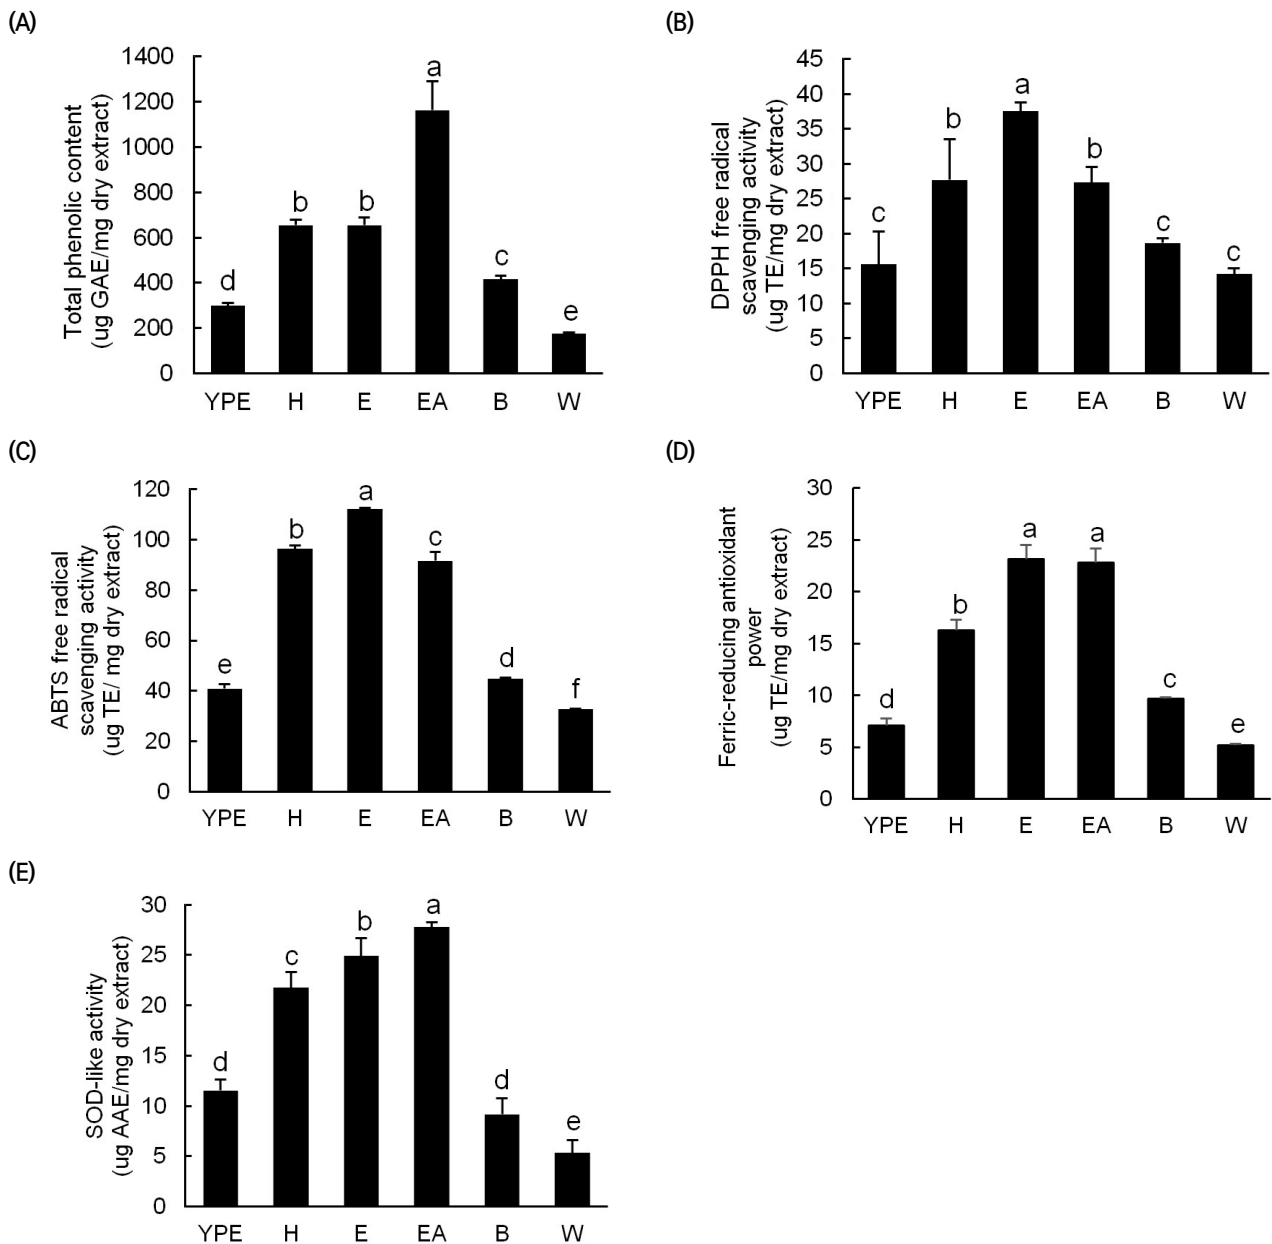 (A)
Total phenolic content
(ug GAE/mg dry extract)
1400
1200
1000
800
600
400
200
0
d
b
b
a
c
e
YPE H E EA B W
(B)
DPPH free radical
scavenging activity
(ug TE/mg dry extract)
45
40
35
30
25
20
15
10
5
0
c
b
a
b
c
c
YPE H E EA B W
(C)
ABTS free radical
scavenging activity
(ug TE/ mg dry extract)
120
100
80
60
40
20
0
e
b
a
c
d
f
YPE H E EA B W
(D)
Ferric-reducing antioxidant
power
(ug TE/mg dry extract)
30
25
20
15
10
5
0
d
b
a
a
c
e
YPE H E EA B W
(E)
SOD-like activity
(ug AAE/mg dry extract)
30
25
20
15
10
5
0
d
c
b
a
d
e
YPE H E EA B W